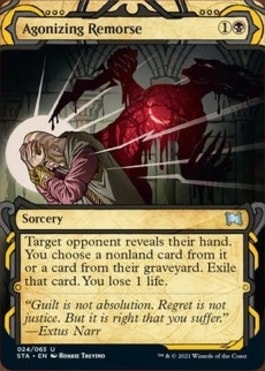 Agonizing Remorse 1
Sorcery
Target opponent reveals their hand.
You choose a nonland card from it
or a card from their graveyard. Exile
that card. You lose 1 life.
"Guilt is not absolution. Regret is not
justice. But it is right that you suffer."
—Extus Narr
024/063 U
STA • EN Robbie Trevino
™ & © 2021 Wizards of the Coast